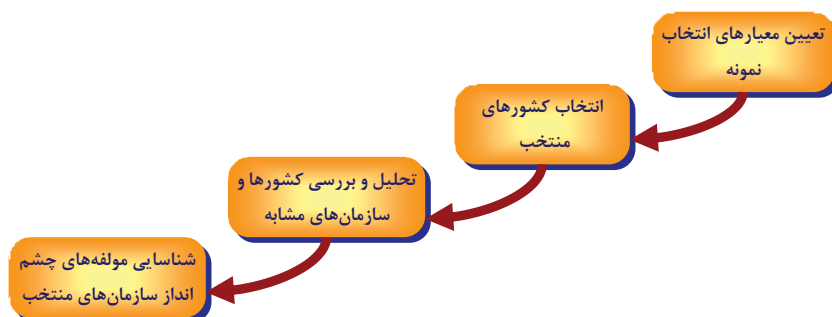 تعیین معیارهای انتخاب
نمونه
انتخاب کشورهای
منتخب
تحلیل و بررسی کشورها و
سازمان‌های مشابه
شناسایی مولفه‌های چشم
انداز سازمان‌های منتخب